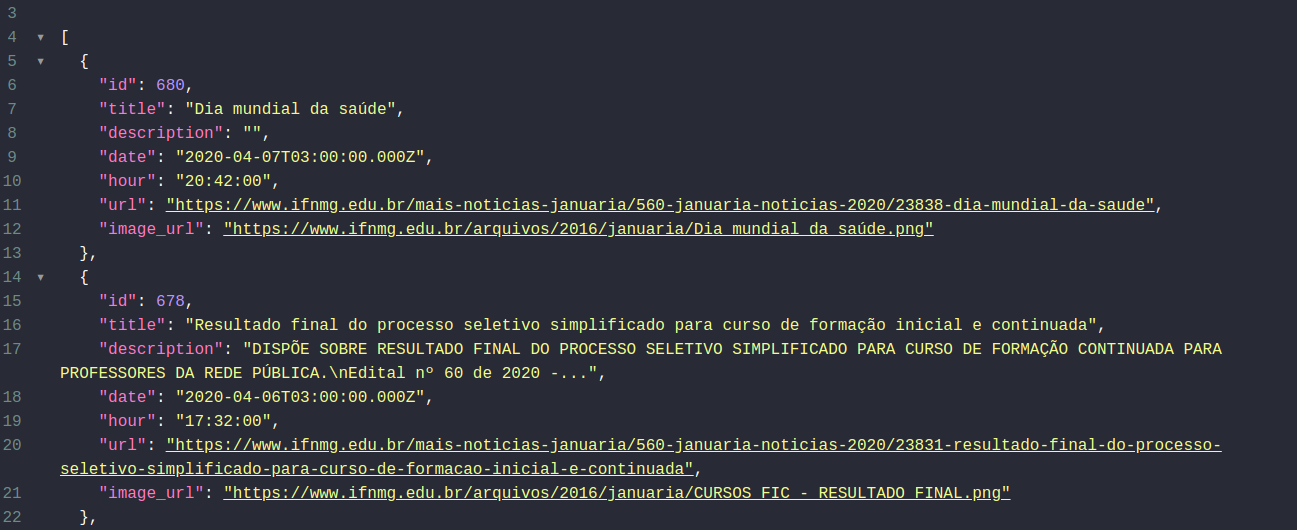 3
4 ▾ [
5 ▾ {
6 "id": 680,
7 "title": "Dia mundial da saúde",
8 "description": "",
9 "date": "2020-04-07T03:00:00.000Z",
10 "hour": "20:42:00",
11 "url": "https://www.ifnmg.edu.br/mais-noticias-januaria/560-januaria-noticias-2020/23838-dia-mundial-da-saude",
12 "image_url": "https://www.ifnmg.edu.br/arquivos/2016/januaria/Dia mundial da saúde.png"
13 },
14 ▾ {
15 "id": 678,
16 "title": "Resultado final do processo seletivo simplificado para curso de formação inicial e continuada",
17 "description": "DISPÕE SOBRE RESULTADO FINAL DO PROCESSO SELETIVO SIMPLIFICADO PARA CURSO DE FORMAÇÃO CONTINUADA PARA
PROFESSORES DA REDE PÚBLICA.\nEdital nº 60 de 2020 -...",
18 "date": "2020-04-06T03:00:00.000Z",
19 "hour": "17:32:00",
20 "url": "https://www.ifnmg.edu.br/mais-noticias-januaria/560-januaria-noticias-2020/23831-resultado-final-do-processo-
seletivo-simplificado-para-curso-de-formacao-inicial-e-continuada",
21 "image_url": "https://www.ifnmg.edu.br/arquivos/2016/januaria/CURSOS FIC - RESULTADO FINAL.png"
22 },